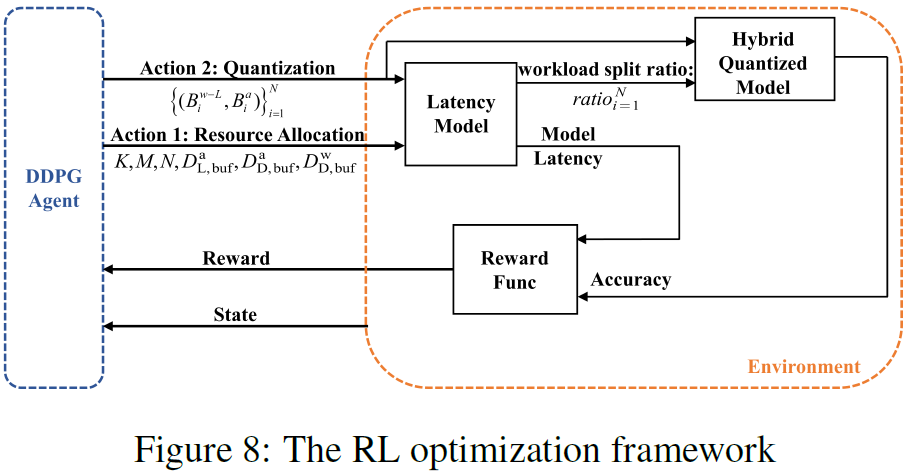 DDPG
Agent
Action 2: Quantization
{(B_i^{w-L}, B_i^a)}_{i=1}^N
Action 1: Resource Allocation
K, M, N, D_{L,buf}^a, D_{D,buf}^a, D_{D,buf}^w
Latency
Model
workload split ratio:
ratio_{i=1}^N
Hybrid
Quantized
Model
Model
Latency
Reward
Reward
Func
Accuracy
State
Environment
Figure 8: The RL optimization framework